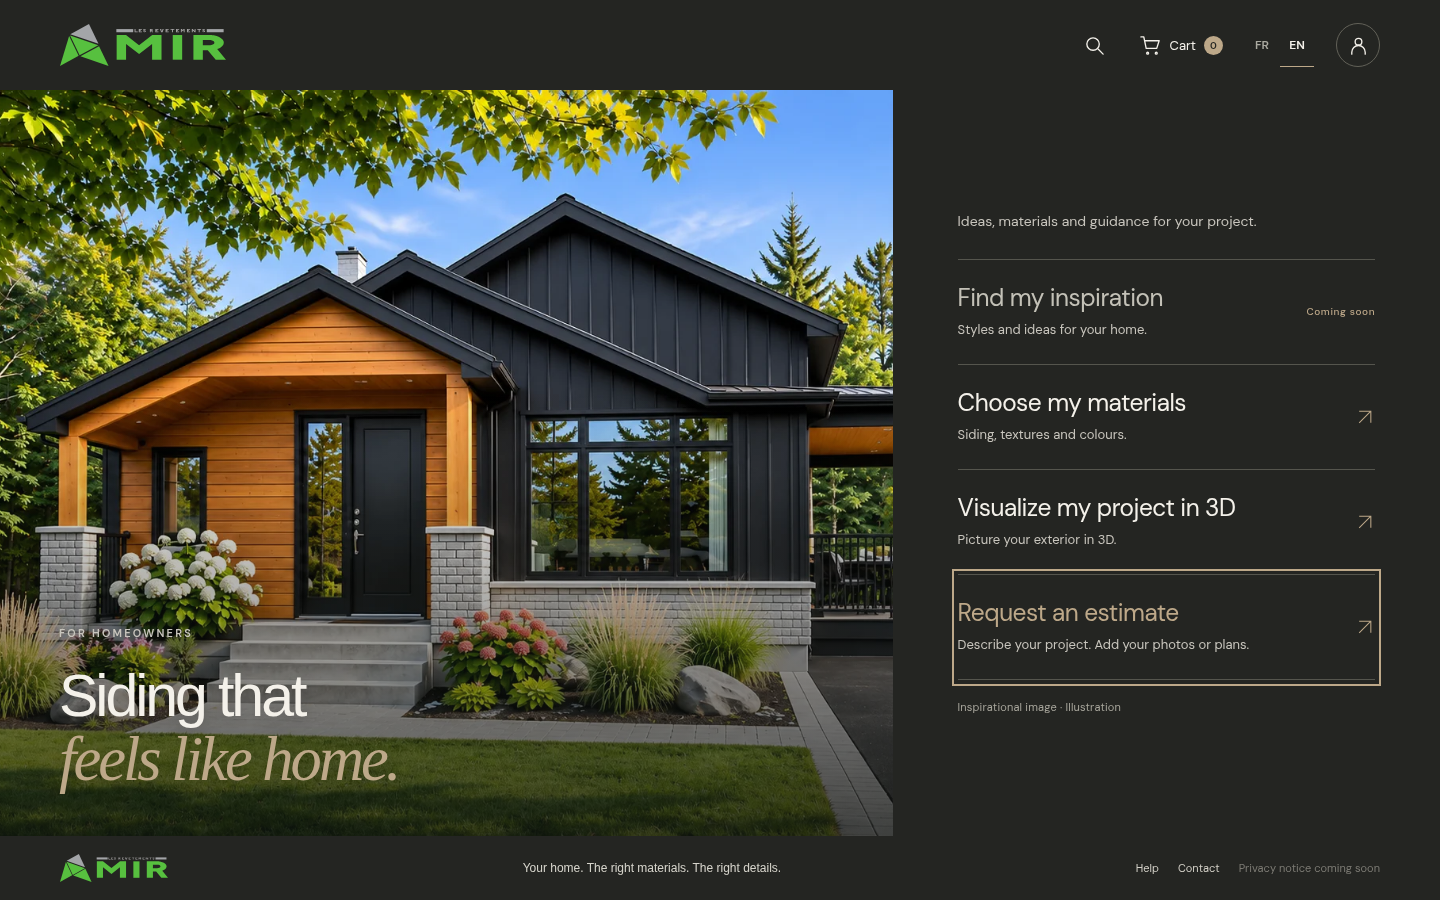 LES REVÊTEMENTS
MIR
Cart 0
FR EN
Ideas, materials and guidance for your project.
Find my inspiration
Styles and ideas for your home.
Coming soon
Choose my materials
Siding, textures and colours.
Visualize my project in 3D
Picture your exterior in 3D.
Request an estimate
Describe your project. Add your photos or plans.
Inspirational image · Illustration
FOR HOMEOWNERS
Siding that
feels like home.
LES REVÊTEMENTS
MIR
Your home. The right materials. The right details.
Help Contact Privacy notice coming soon